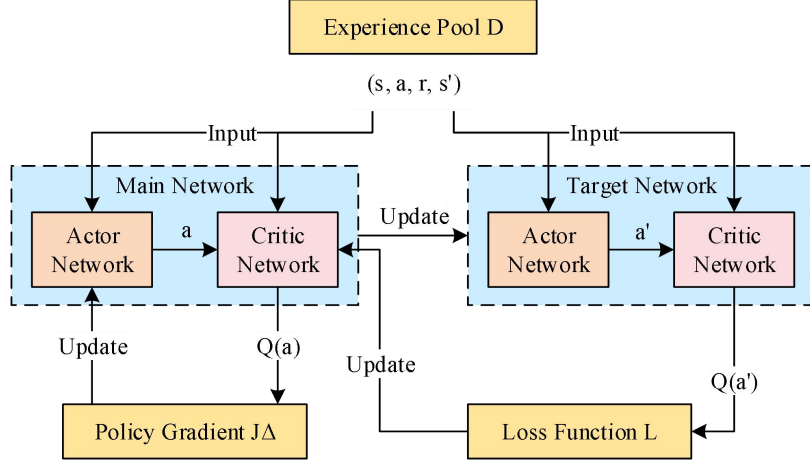 Experience Pool D
(s, a, r, s')
Input
Input
Main Network
Target Network
Actor
Network
a
Critic
Network
Update
Actor
Network
a'
Critic
Network
Update
Q(a)
Update
Q(a')
Policy Gradient JΔ
Loss Function L